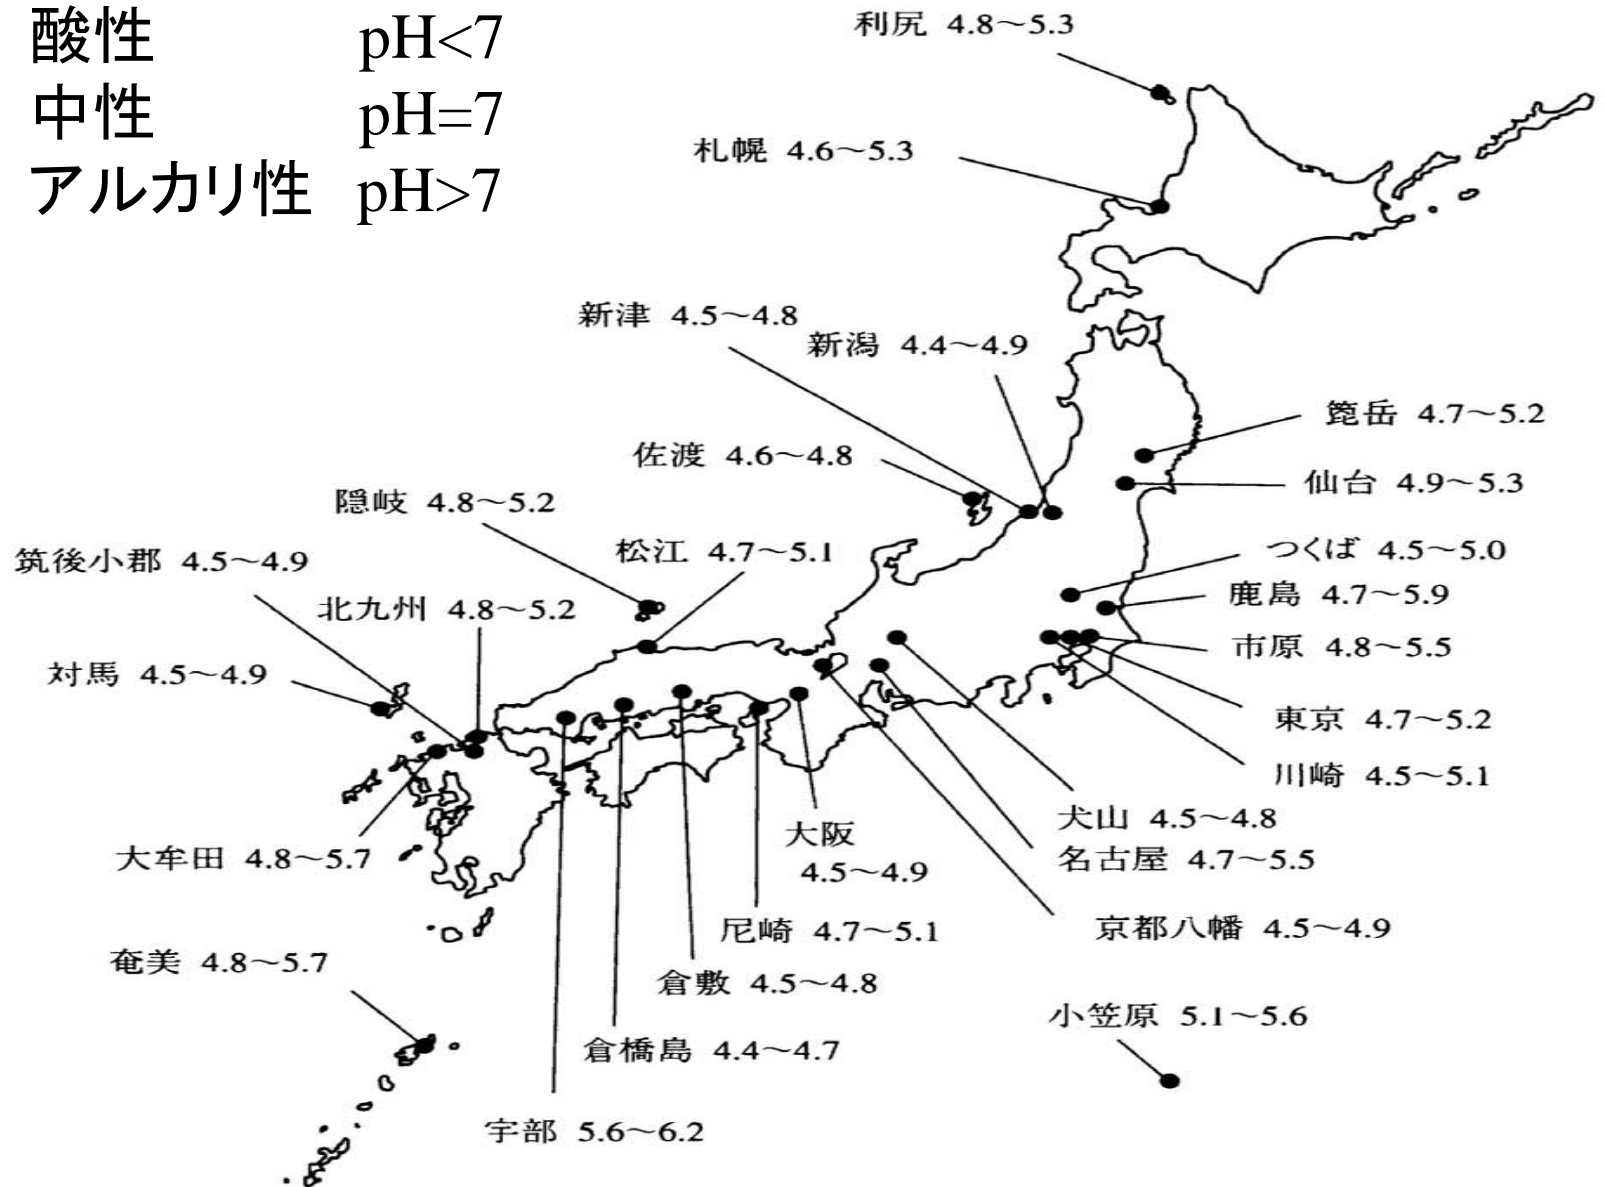 酸性 pH<7
中性 pH=7
アルカリ性 pH>7
利尻 4.8～5.3
札幌 4.6～5.3
新津 4.5～4.8
新潟 4.4～4.9
箆岳 4.7～5.2
佐渡 4.6～4.8
仙台 4.9～5.3
隠岐 4.8～5.2
松江 4.7～5.1
つくば 4.5～5.0
筑後小郡 4.5～4.9
鹿島 4.7～5.9
北九州 4.8～5.2
市原 4.8～5.5
対馬 4.5～4.9
東京 4.7～5.2
川崎 4.5～5.1
犬山 4.5～4.8
大阪
4.5～4.9
名古屋 4.7～5.5
大牟田 4.8～5.7
尼崎 4.7～5.1
京都八幡 4.5～4.9
奄美 4.8～5.7
倉敷 4.5～4.8
小笠原 5.1～5.6
倉橋島 4.4～4.7
宇部 5.6～6.2